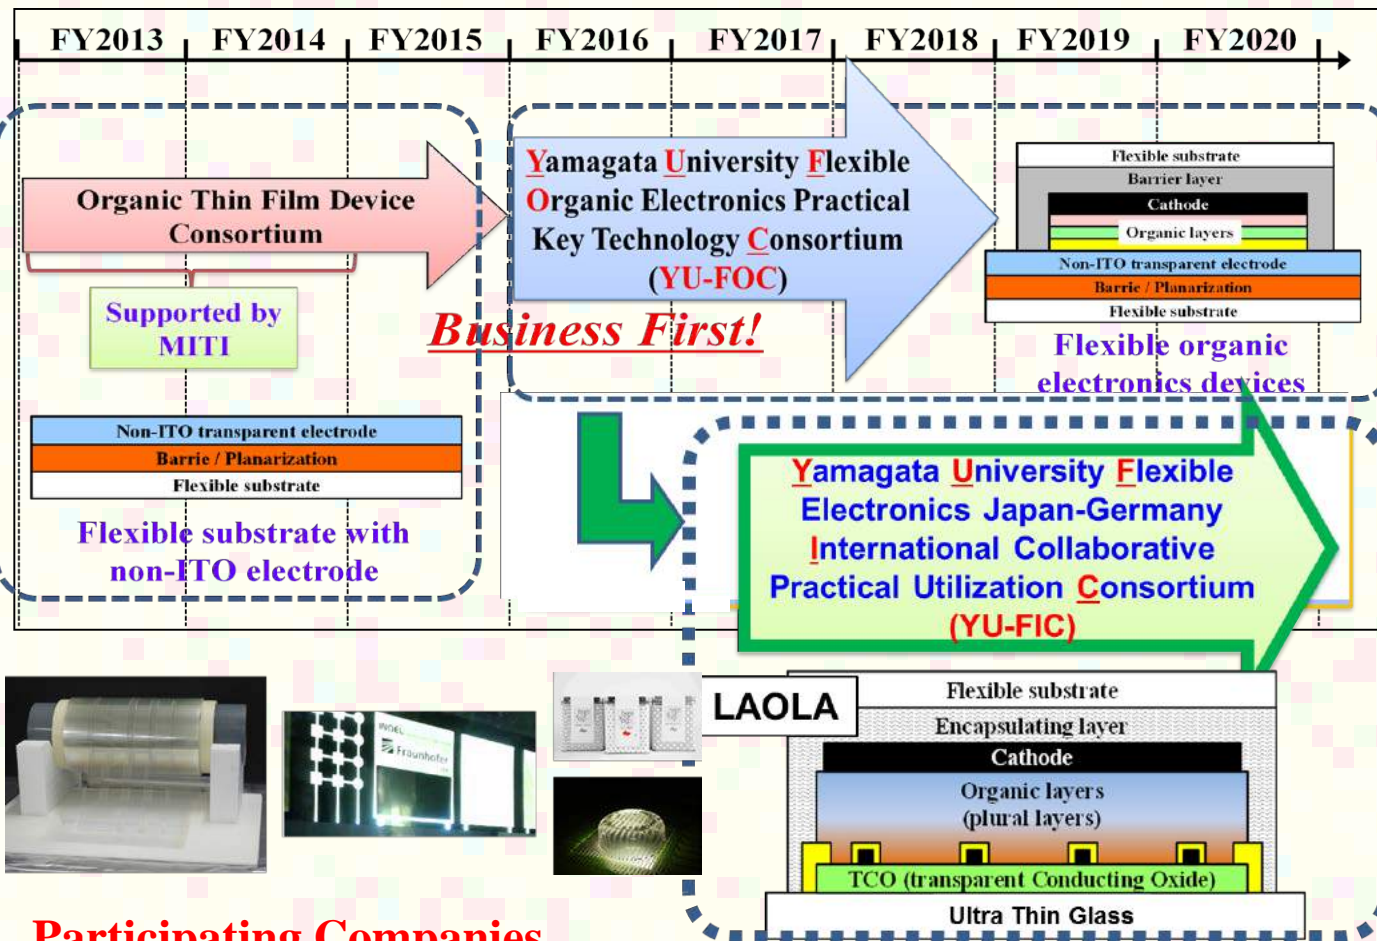 FY2013 FY2014 FY2015 FY2016 FY2017 FY2018 FY2019 FY2020
Organic Thin Film Device
Consortium
Supported by
MITI
Non-ITO transparent electrode
Barrie / Planarization
Flexible substrate
Flexible substrate with
non-ITO electrode
Yamagata University Flexible
Organic Electronics Practical
Key Technology Consortium
(YU-FOC)
Business First!
Flexible substrate
Barrier layer
Cathode
Organic layers
Non-ITO transparent electrode
Barrie / Planarization
Flexible substrate
Flexible organic
electronics devices
Yamagata University Flexible
Electronics Japan-Germany
International Collaborative
Practical Utilization Consortium
(YU-FIC)
Fraunhofer
LAOLA
Flexible substrate
Encapsulating layer
Cathode
Organic layers
(plural layers)
TCO (transparent Conducting Oxide)
Ultra Thin Glass
Participating Companies